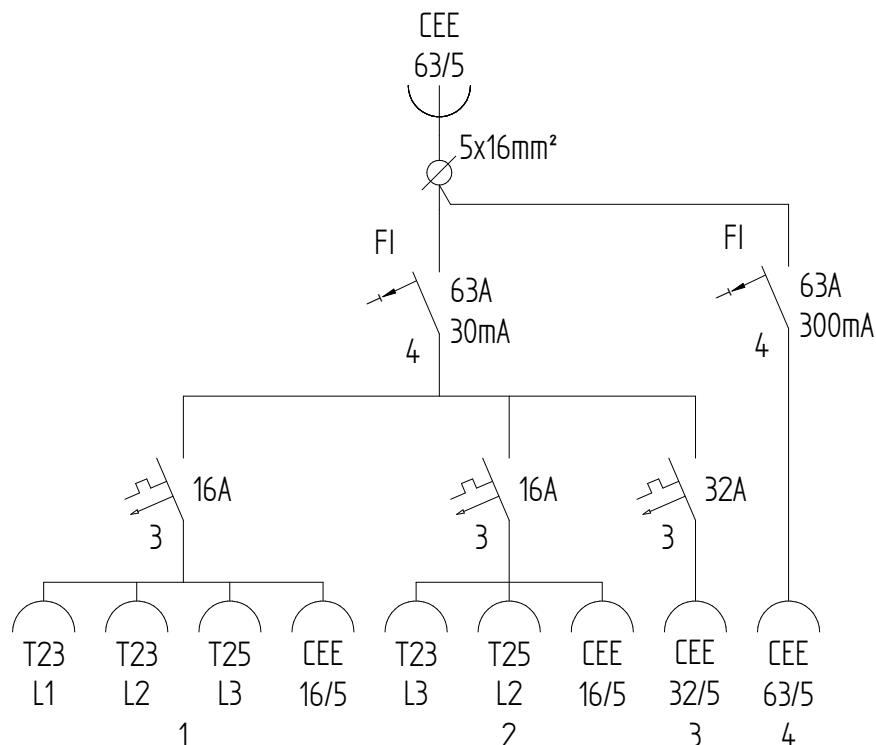 CEE
63/5
5x16mm²
FI
63A
30mA
4
FI
63A
300mA
4
16A
3
16A
3
32A
3
T23
L1
T23
L2
T25
L3
CEE
16/5
1
T23
L3
T25
L2
CEE
16/5
2
CEE
32/5
3
CEE
63/5
4